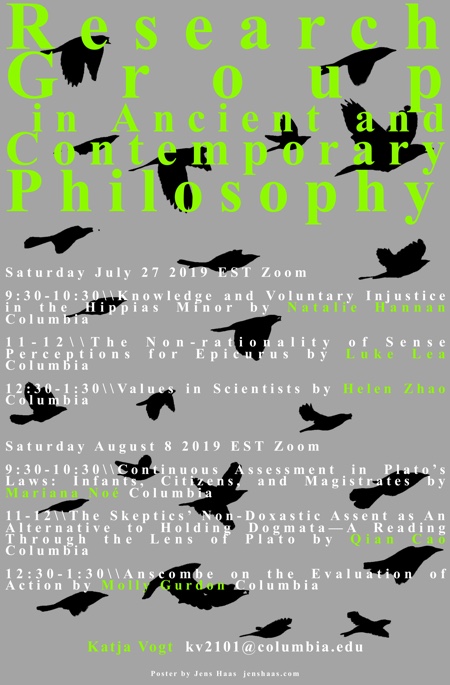 Research
Group
in Ancient and
Contemporary
Philosophy
Saturday July 27 2019 EST Zoom
9:30-10:30\\Knowledge and Voluntary Injustice
in the Hippias Minor by Natalie Hannan
Columbia
11-12\\The Non-rationality of Sense
Perceptions for Epicurus by Luke Lea
Columbia
12:30-1:30\\Values in Scientists by Helen Zhao
Columbia
Saturday August 8 2019 EST Zoom
9:30-10:30\\Continuous Assessment in Plato's
Laws: Infants, Citizens, and Magistrates by
Mariana Noé Columbia
11-12\\The Skeptics' Non-Doxastic Assent as An
Alternative to Holding Dogmata—A Reading
Through the Lens of Plato by Qian Cao
Columbia
12:30-1:30\\Anscombe on the Evaluation of
Action by Molly Gurdon Columbia
Katja Vogt kv2101@columbia.edu
Poster by Jens Haas jenshaas.com